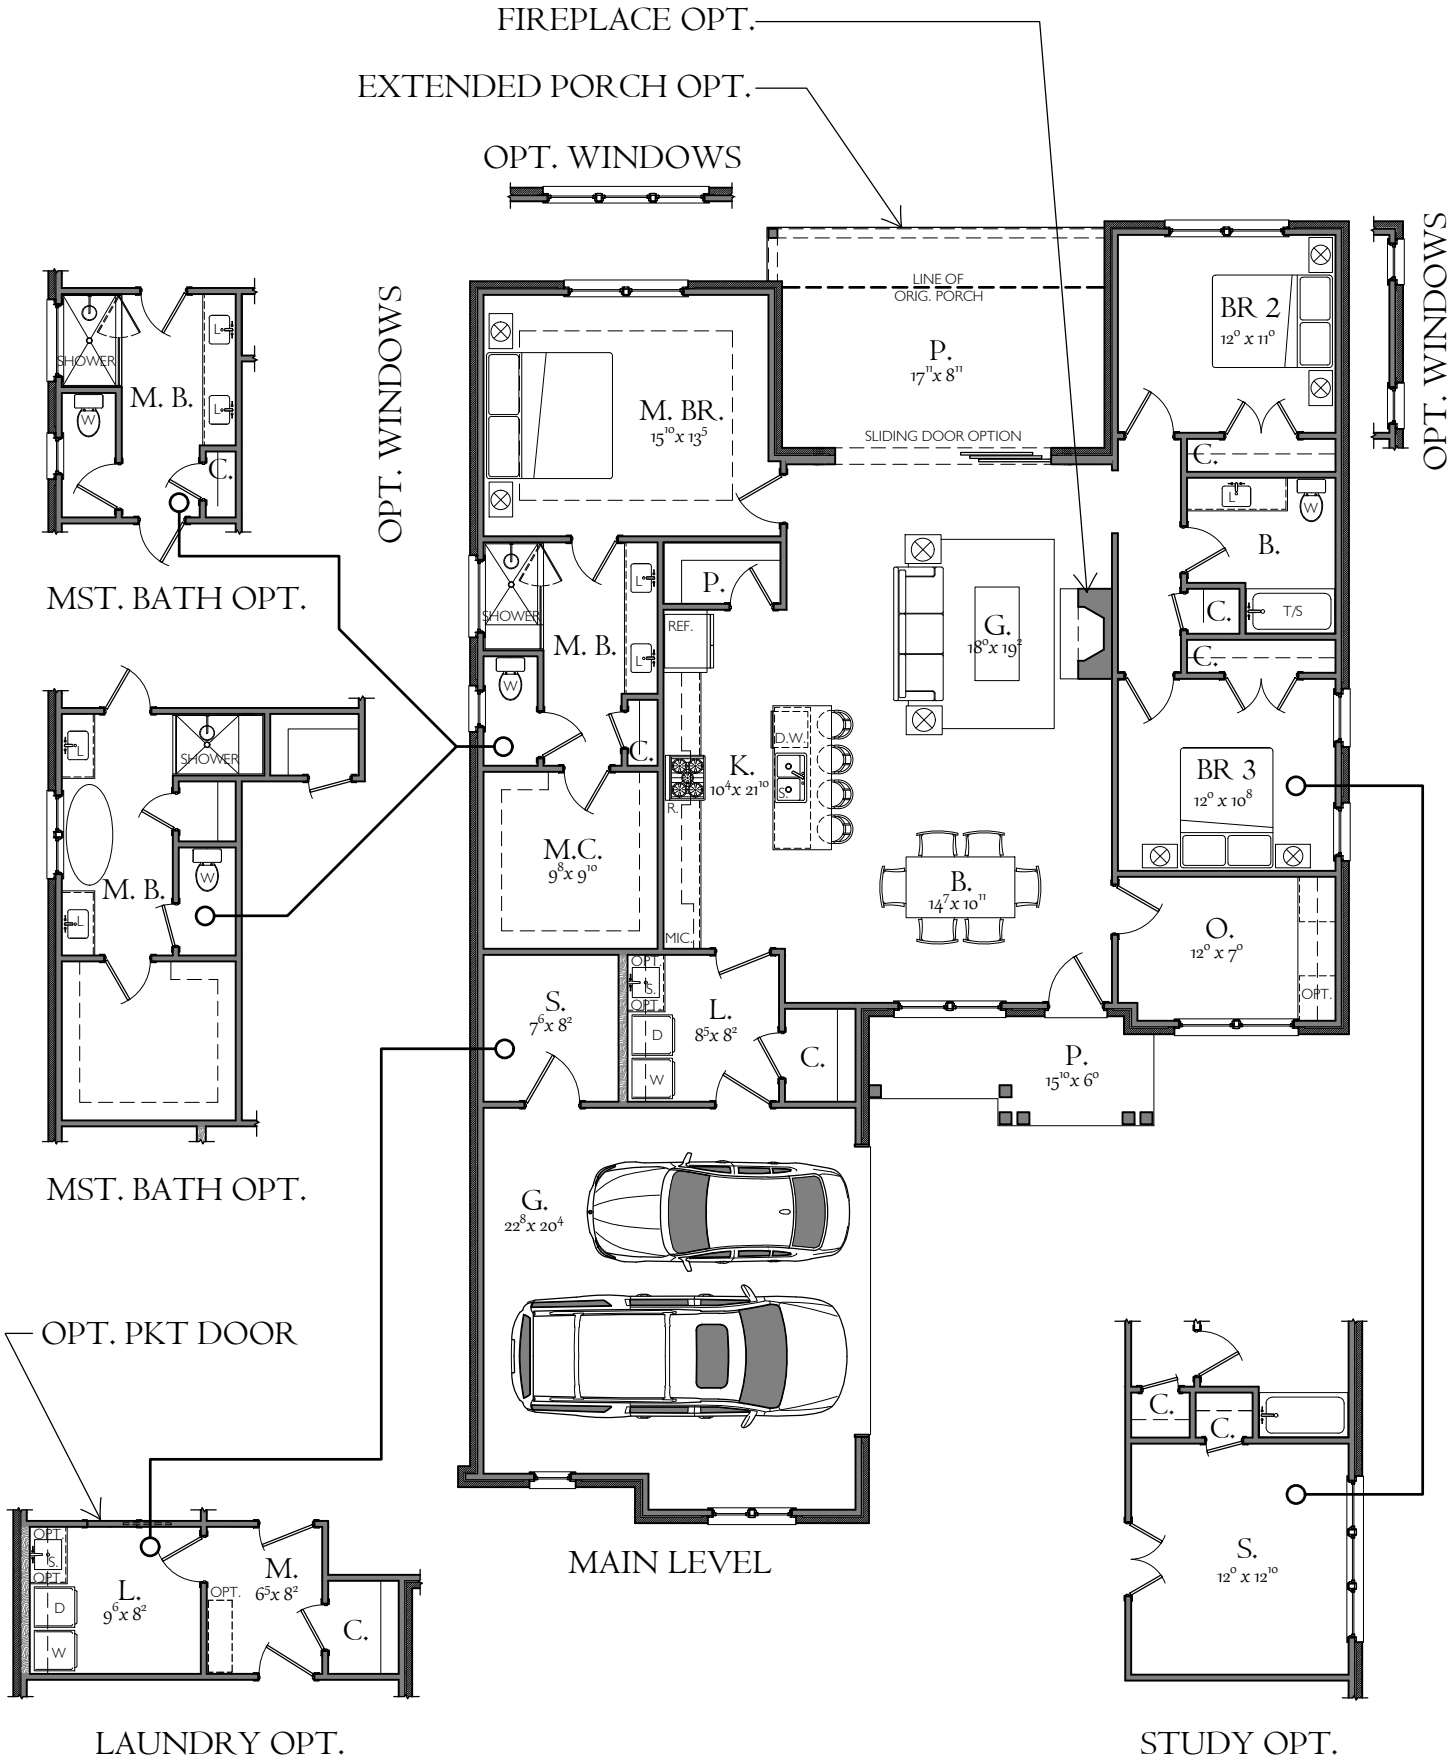 FIREPLACE OPT.
EXTENDED PORCH OPT.
OPT. WINDOWS
OPT. WINDOWS
OPT. WINDOWS
LINE OF
ORIG. PORCH
P.
17¹¹ x 8¹¹
SLIDING DOOR OPTION
BR 2
12⁰ x 11⁰
C.
L
W
B.
C.
T/S
C.
M. BR.
15¹⁰ x 13⁵
SHOWER
L
L
M. B.
W
C.
P.
REF.
G.
18⁰ x 19²
D.W.
S.
K.
10⁴ x 21¹⁰
R.
MIC.
BR 3
12⁰ x 10⁸
M.C.
9⁸ x 9¹⁰
B.
14⁷ x 10¹¹
O.
12⁰ x 7⁰
OPT.
S.
7⁶ x 8²
OPT.
S.
OPT.
D
W
L.
8⁵ x 8²
C.
P.
15¹⁰ x 6⁰
G.
22⁸ x 20⁴
MAIN LEVEL
SHOWER
L
L
M. B.
W
C.
MST. BATH OPT.
L
SHOWER
W
M. B.
L
MST. BATH OPT.
OPT. PKT DOOR
OPT.
S.
OPT.
D
W
L.
9⁶ x 8²
OPT.
M.
6⁵ x 8²
C.
LAUNDRY OPT.
C.
C.
S.
12⁰ x 12¹⁰
STUDY OPT.